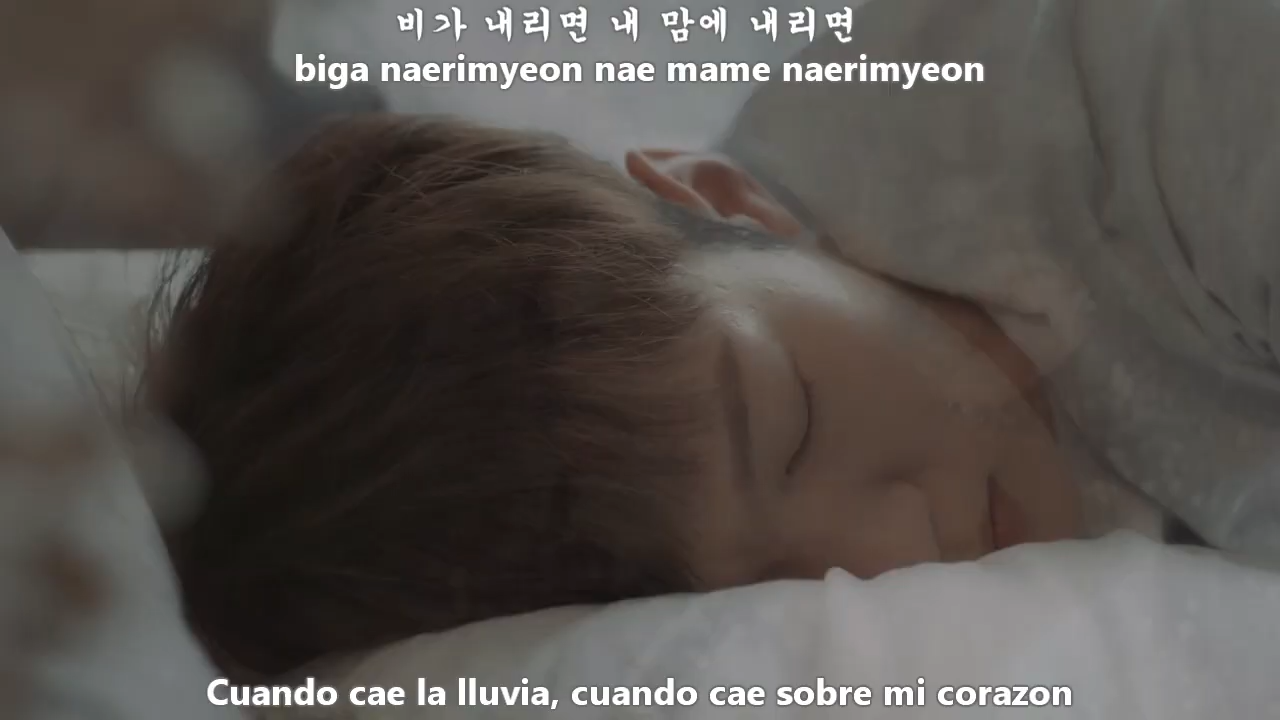 비가 내리면 내 맘에 내리면
biga naerimyeon nae mame naerimyeon
Cuando cae la lluvia, cuando cae sobre mi corazon